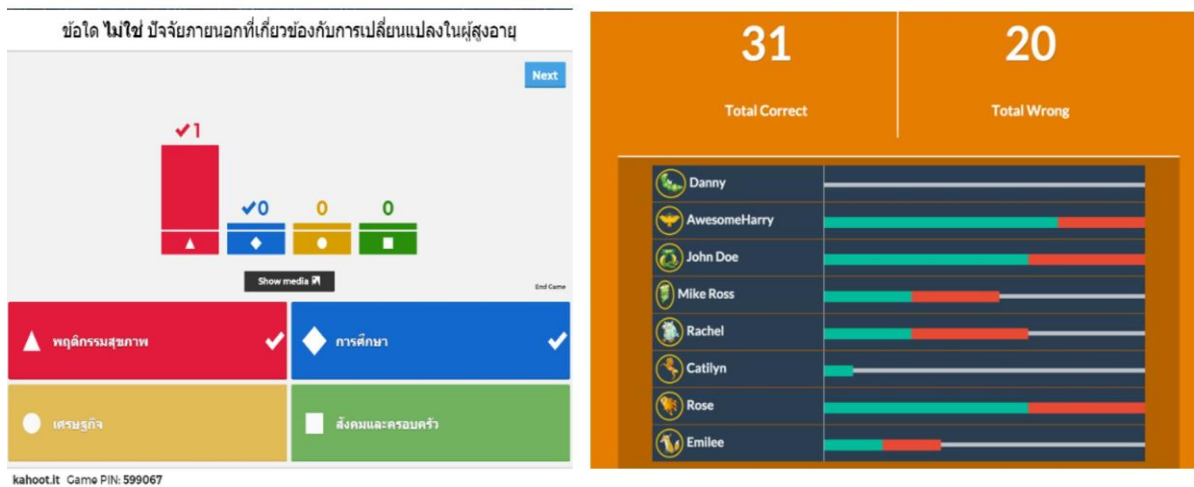 ข้อใด ไม่ใช่ ปัจจัยภายนอกที่เกี่ยวข้องกับการเปลี่ยนแปลงในผู้สูงอายุ
Next
1
0
0
0
Show media
End Game
พฤติกรรมสุขภาพ
การศึกษา
เศรษฐกิจ
สังคมและครอบครัว
kahoot.it Game PIN: 599067
31
20
Total Correct
Total Wrong
Danny
AwesomeHarry
John Doe
Mike Ross
Rachel
Catilyn
Rose
Emilee